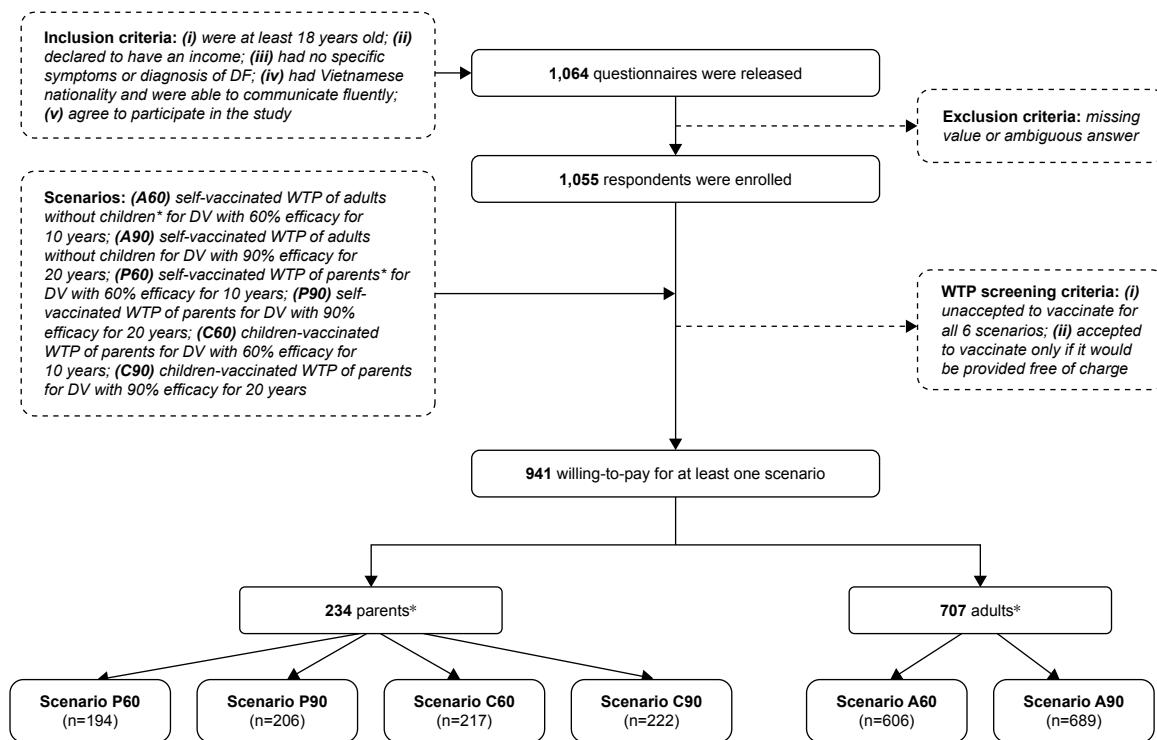 Inclusion criteria: (i) were at least 18 years old; (ii)
declared to have an income; (iii) had no specific
symptoms or diagnosis of DF; (iv) had Vietnamese
nationality and were able to communicate fluently;
(v) agree to participate in the study
1,064 questionnaires were released
Exclusion criteria: missing
value or ambiguous answer
1,055 respondents were enrolled
Scenarios: (A60) self-vaccinated WTP of adults
without children* for DV with 60% efficacy for
10 years; (A90) self-vaccinated WTP of adults
without children for DV with 90% efficacy for
20 years; (P60) self-vaccinated WTP of parents* for
DV with 60% efficacy for 10 years; (P90) self-
vaccinated WTP of parents for DV with 90%
efficacy for 20 years; (C60) children-vaccinated
WTP of parents for DV with 60% efficacy for
10 years; (C90) children-vaccinated WTP of parents
for DV with 90% efficacy for 20 years
WTP screening criteria: (i)
unaccepted to vaccinate for
all 6 scenarios; (ii) accepted
to vaccinate only if it would
be provided free of charge
941 willing-to-pay for at least one scenario
234 parents*
707 adults*
Scenario P60
(n=194)
Scenario P90
(n=206)
Scenario C60
(n=217)
Scenario C90
(n=222)
Scenario A60
(n=606)
Scenario A90
(n=689)